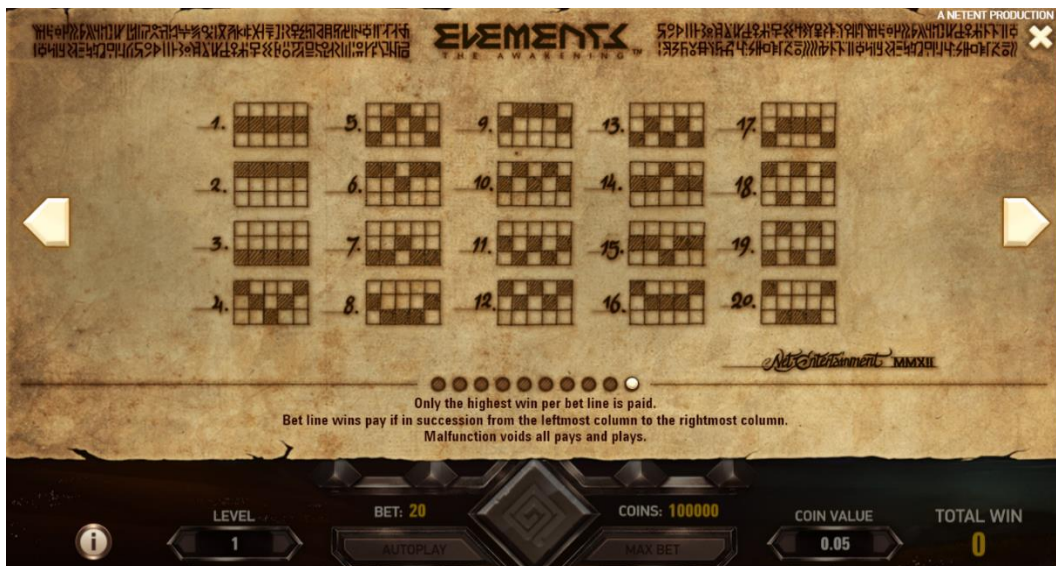 A NETENT PRODUCTION
ELEMENTS
THE AWAKENING™
1.
5.
9.
13.
17.
2.
6.
10.
14.
18.
3.
7.
11.
15.
19.
4.
8.
12.
16.
20.
Net Entertainment MMXII
Only the highest win per bet line is paid.
Bet line wins pay if in succession from the leftmost column to the rightmost column.
Malfunction voids all pays and plays.
LEVEL
1
BET: 20
AUTOPLAY
COINS: 100000
MAX BET
COIN VALUE
0.05
TOTAL WIN
0